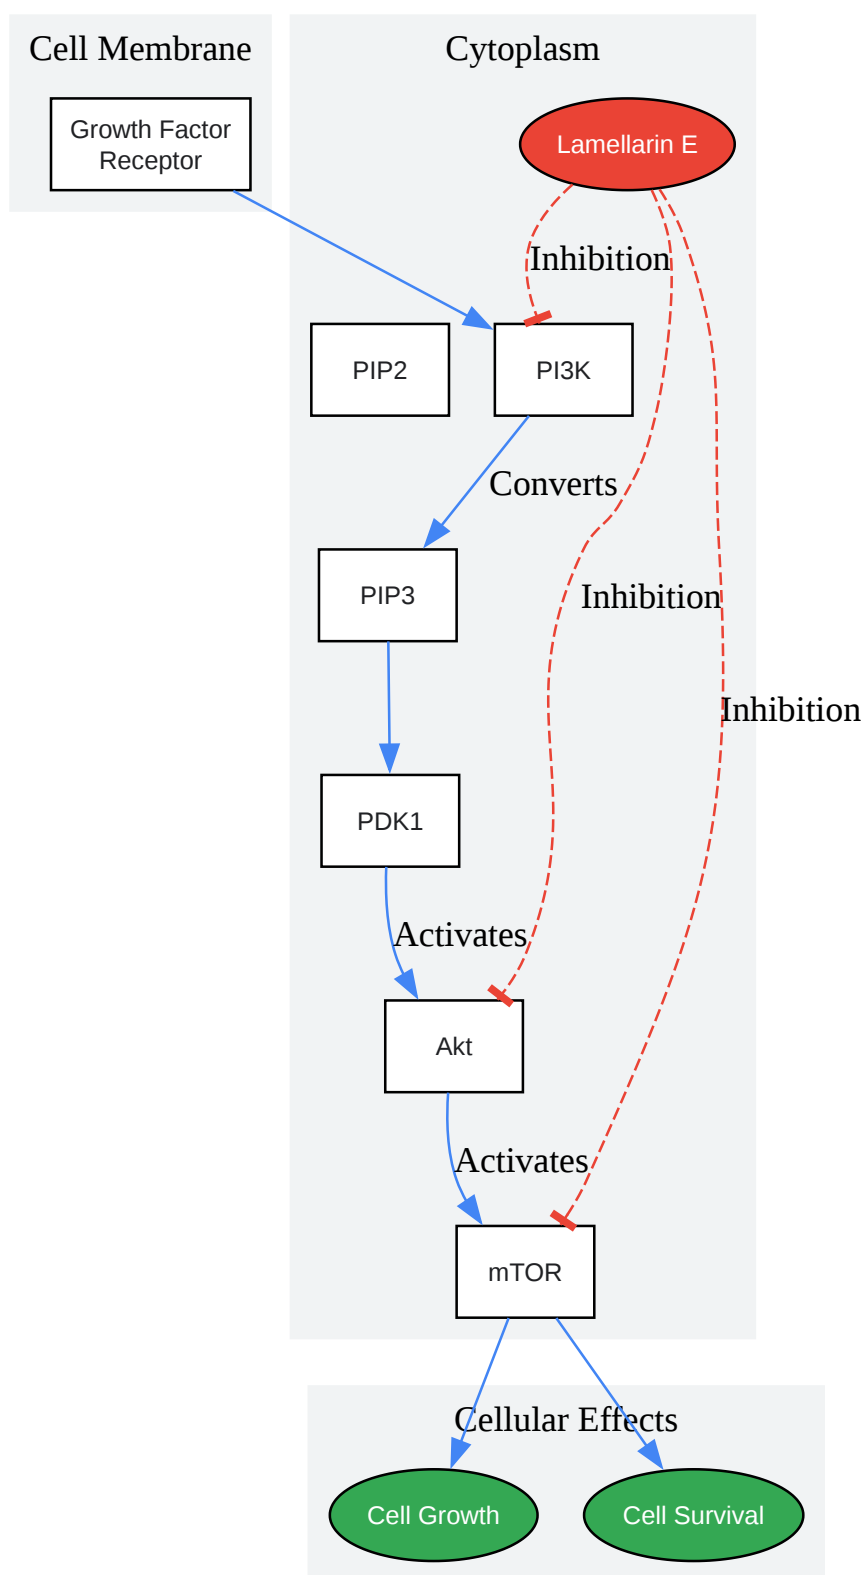 Cell Membrane
Cytoplasm
Growth Factor
Receptor
Lamellarin E
Inhibition
PIP2
PI3K
Converts
PIP3
Inhibition
Inhibition
PDK1
Activates
Akt
Activates
mTOR
Cellular Effects
Cell Growth
Cell Survival